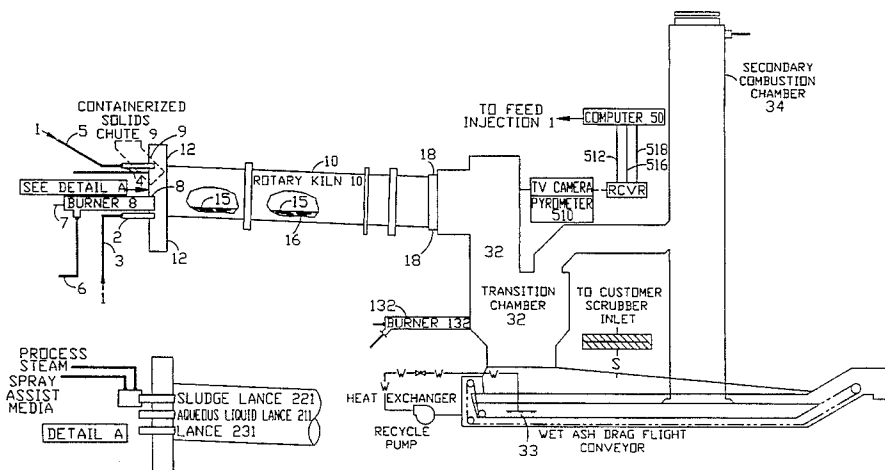 SECONDARY
COMBUSTION
CHAMBER
34
CONTAINERIZED
SOLIDS
CHUTE 9
9
12
1
5
4
SEE DETAIL A
8
BURNER 8
7
2
3
12
6
1
10
ROTARY KILN 10
15
15
16
18
18
TO FEED
INJECTION 1
COMPUTER 50
512
518
516
TV CAMERA
PYROMETER
510
RCVR
32
TRANSITION
CHAMBER
32
TO CUSTOMER
SCRUBBER
INLET
S
132
BURNER 132
PROCESS
STEAM
SPRAY
ASSIST
MEDIA
SLUDGE LANCE 221
AQUEOUS LIQUID LANCE 211
LANCE 231
DETAIL A
W
W
W
W
W
HEAT EXCHANGER
RECYCLE
PUMP
33
WET ASH DRAG FLIGHT
CONVEYOR